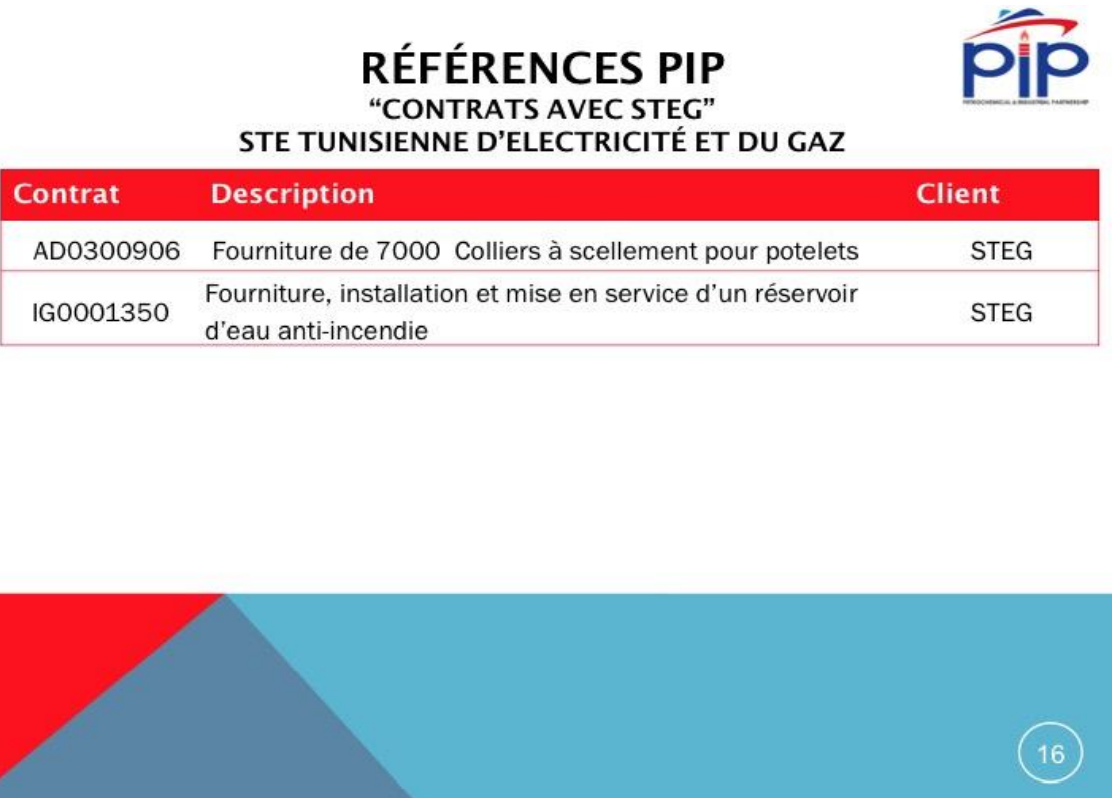 RÉFÉRENCES PIP
“CONTRATS AVEC STEG”
STE TUNISIENNE D’ELECTRICITÉ ET DU GAZ
pip
PETROCHEMICAL & INDUSTRIAL PARTNERSHIP
Contrat Description Client
AD0300906 Fourniture de 7000 Colliers à scellement pour potelets STEG
IG0001350 Fourniture, installation et mise en service d’un réservoir d’eau anti-incendie STEG
16